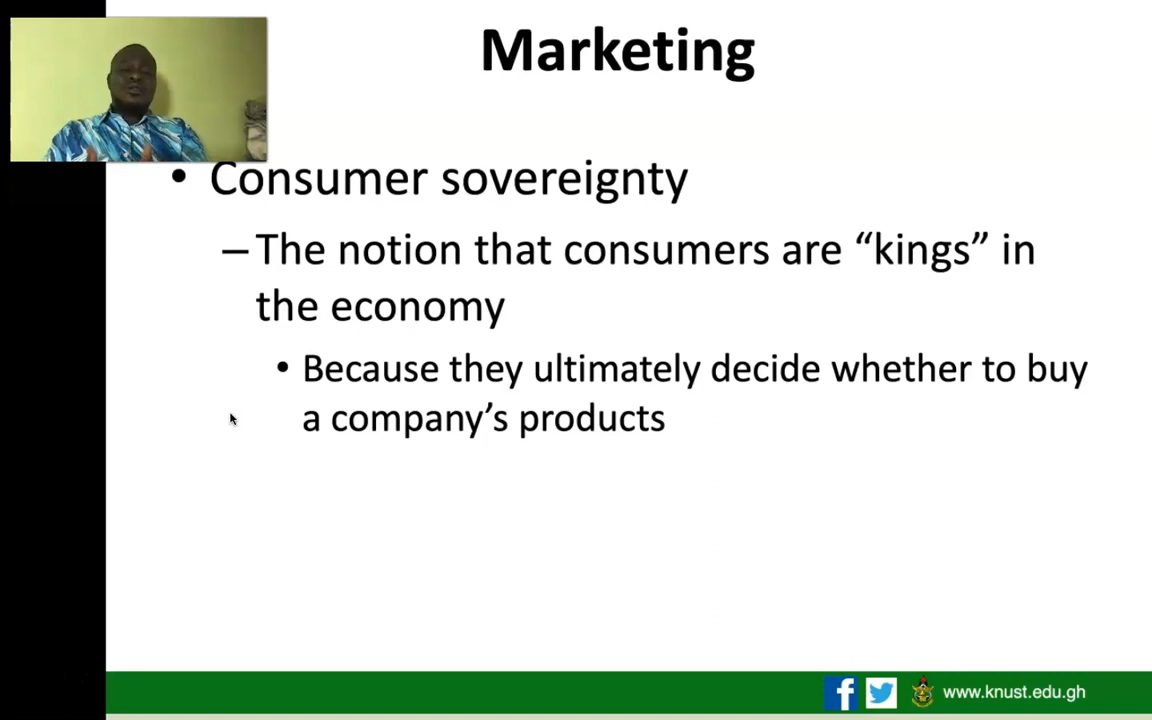 Marketing
• Consumer sovereignty
– The notion that consumers are “kings” in
the economy
• Because they ultimately decide whether to buy
a company’s products
www.knust.edu.gh